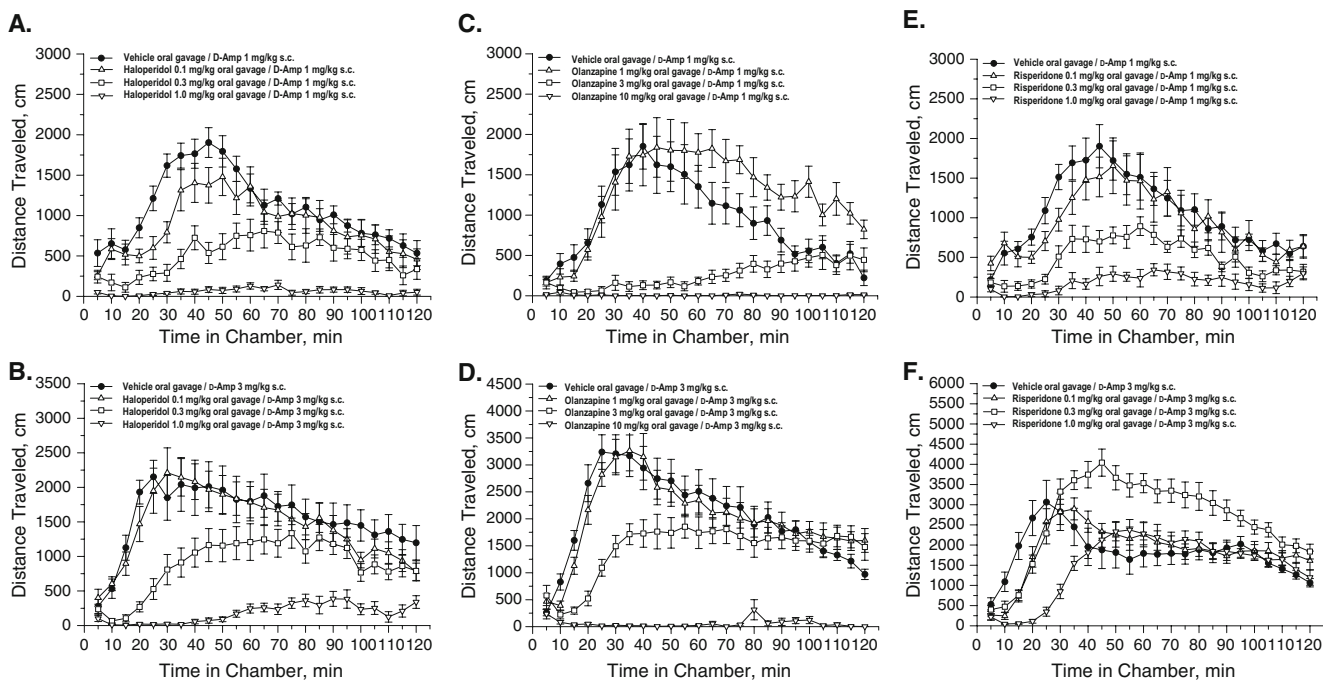 A.
3000
2500
2000
1500
1000
500
0
Distance Traveled, cm
Vehicle oral gavage / D-Amp 1 mg/kg s.c.
Haloperidol 0.1 mg/kg oral gavage / D-Amp 1 mg/kg s.c.
Haloperidol 0.3 mg/kg oral gavage / D-Amp 1 mg/kg s.c.
Haloperidol 1.0 mg/kg oral gavage / D-Amp 1 mg/kg s.c.
0 10 20 30 40 50 60 70 80 90 100 110 120
Time in Chamber, min
C.
3000
2500
2000
1500
1000
500
0
Distance Traveled, cm
Vehicle oral gavage / D-Amp 1 mg/kg s.c.
Olanzapine 1 mg/kg oral gavage / D-Amp 1 mg/kg s.c.
Olanzapine 3 mg/kg oral gavage / D-Amp 1 mg/kg s.c.
Olanzapine 10 mg/kg oral gavage / D-Amp 1 mg/kg s.c.
0 10 20 30 40 50 60 70 80 90 100 110 120
Time in Chamber, min
E.
3000
2500
2000
1500
1000
500
0
Distance Traveled, cm
Vehicle oral gavage / D-Amp 1 mg/kg s.c.
Risperidone 0.1 mg/kg oral gavage / D-Amp 1 mg/kg s.c.
Risperidone 0.3 mg/kg oral gavage / D-Amp 1 mg/kg s.c.
Risperidone 1.0 mg/kg oral gavage / D-Amp 1 mg/kg s.c.
0 10 20 30 40 50 60 70 80 90 100 110 120
Time in Chamber, min
B.
3500
3000
2500
2000
1500
1000
500
0
Distance Traveled, cm
Vehicle oral gavage / D-Amp 3 mg/kg s.c.
Haloperidol 0.1 mg/kg oral gavage / D-Amp 3 mg/kg s.c.
Haloperidol 0.3 mg/kg oral gavage / D-Amp 3 mg/kg s.c.
Haloperidol 1.0 mg/kg oral gavage / D-Amp 3 mg/kg s.c.
0 10 20 30 40 50 60 70 80 90 100 110 120
Time in Chamber, min
D.
4500
4000
3500
3000
2500
2000
1500
1000
500
0
Distance Traveled, cm
Vehicle oral gavage / D-Amp 3 mg/kg s.c.
Olanzapine 1 mg/kg oral gavage / D-Amp 3 mg/kg s.c.
Olanzapine 3 mg/kg oral gavage / D-Amp 3 mg/kg s.c.
Olanzapine 10 mg/kg oral gavage / D-Amp 3 mg/kg s.c.
0 10 20 30 40 50 60 70 80 90 100 110 120
Time in Chamber, min
F.
6000
5500
5000
4500
4000
3500
3000
2500
2000
1500
1000
500
0
Distance Traveled, cm
Vehicle oral gavage / D-Amp 3 mg/kg s.c.
Risperidone 0.1 mg/kg oral gavage / D-Amp 3 mg/kg s.c.
Risperidone 0.3 mg/kg oral gavage / D-Amp 3 mg/kg s.c.
Risperidone 1.0 mg/kg oral gavage / D-Amp 3 mg/kg s.c.
0 10 20 30 40 50 60 70 80 90 100 110 120
Time in Chamber, min